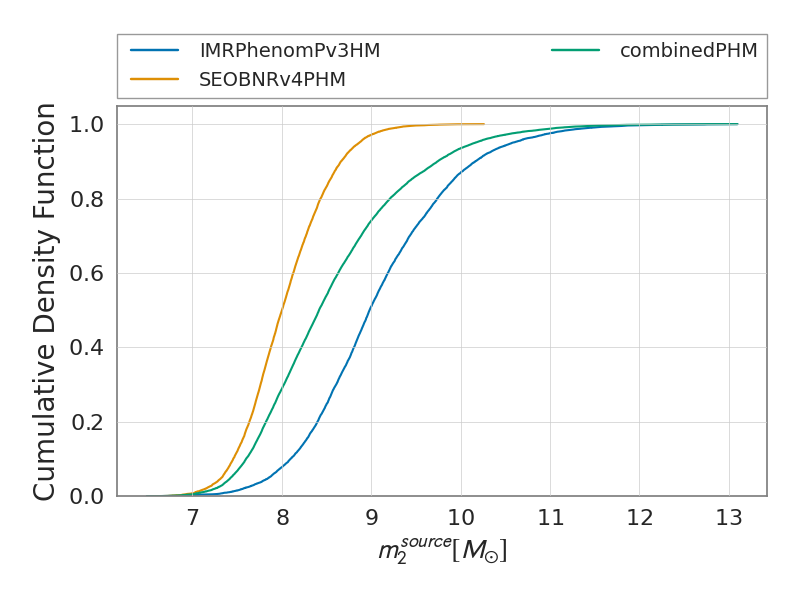 IMRPhenomPv3HM
combinedPHM
SEOBNRv4PHM
Cumulative Density Function
1.0
0.8
0.6
0.4
0.2
0.0
7 8 9 10 11 12 13
m₂^source [M⊙]